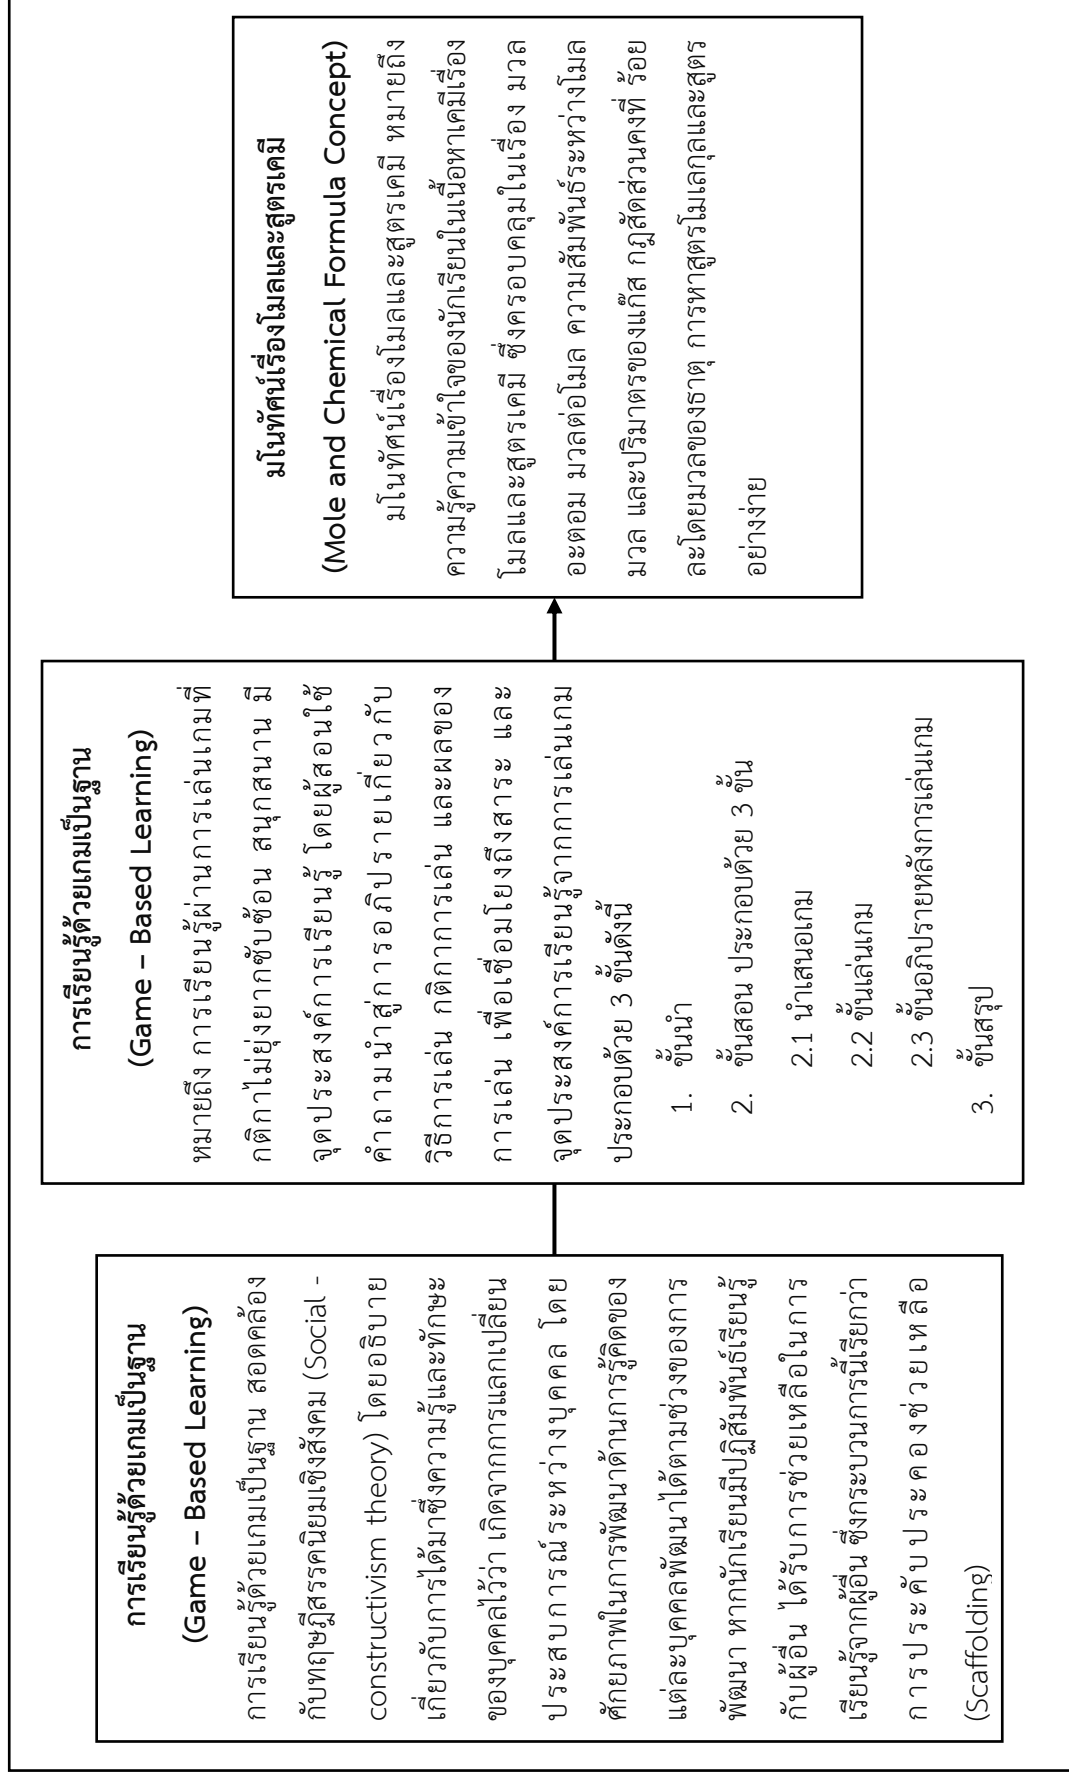 การเรียนรู้ด้วยเกมเป็นฐาน
(Game – Based Learning)
การเรียนรู้ด้วยเกมเป็นฐาน สอดคล้อง
กับทฤษฎีสรรคนิยมเชิงสังคม (Social -
constructivism theory) โดยอธิบาย
เกี่ยวกับการได้มาซึ่งความรู้และทักษะ
ของบุคคลไว้ว่า เกิดจากการแลกเปลี่ยน
ประสบการณ์ระหว่างบุคคล โดย
ศักยภาพในการพัฒนาด้านการรู้คิดของ
แต่ละบุคคลพัฒนาได้ตามช่วงของการ
พัฒนา หากนักเรียนมีปฏิสัมพันธ์เรียนรู้
กับผู้อื่น ได้รับการช่วยเหลือในการ
เรียนรู้จากผู้อื่น ซึ่งกระบวนการนี้เรียกว่า
การประคับประคองช่วยเหลือ
(Scaffolding)
การเรียนรู้ด้วยเกมเป็นฐาน
(Game – Based Learning)
หมายถึง การเรียนรู้ผ่านการเล่นเกมที่
กติกาไม่ยุ่งยากซับซ้อน สนุกสนาน มี
จุดประสงค์การเรียนรู้ โดยผู้สอนใช้
คำถามนำสู่การอภิปรายเกี่ยวกับ
วิธีการเล่น กติกาการเล่น และผลของ
การเล่น เพื่อเชื่อมโยงถึงสาระ และ
จุดประสงค์การเรียนรู้จากการเล่นเกม
ประกอบด้วย 3 ขั้นดังนี้
1. ขั้นนำ
2. ขั้นสอน ประกอบด้วย 3 ขั้น
2.1 นำเสนอเกม
2.2 ขั้นเล่นเกม
2.3 ขั้นอภิปรายหลังการเล่นเกม
3. ขั้นสรุป
มโนทัศน์เรื่องโมลและสูตรเคมี
(Mole and Chemical Formula Concept)
มโนทัศน์เรื่องโมลและสูตรเคมี หมายถึง
ความรู้ความเข้าใจของนักเรียนในเนื้อหาเคมีเรื่อง
โมลและสูตรเคมี ซึ่งครอบคลุมในเรื่อง มวล
อะตอม มวลต่อโมล ความสัมพันธ์ระหว่างโมล
มวล และปริมาตรของแก๊ส กฎสัดส่วนคงที่ ร้อย
ละโดยมวลของธาตุ การหาสูตรโมเลกุลและสูตร
อย่างง่าย